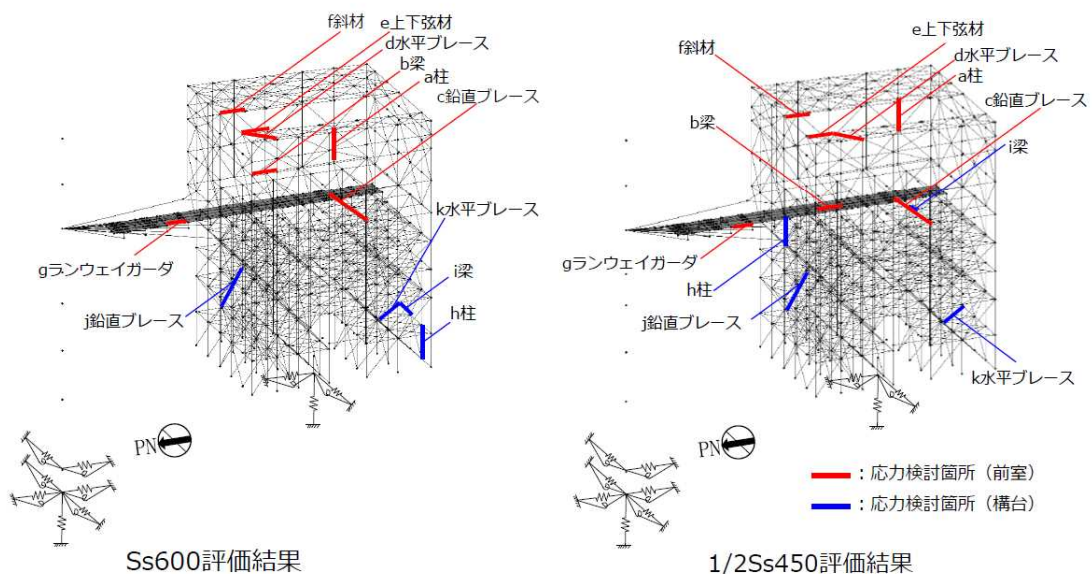 f斜材
e上下弦材
d水平ブレース
b梁
a柱
c鉛直ブレース
k水平ブレース
i梁
h柱
gランウェイガーダ
j鉛直ブレース
PN
Ss600評価結果
e上下弦材
f斜材
d水平ブレース
a柱
c鉛直ブレース
b梁
i梁
gランウェイガーダ
h柱
j鉛直ブレース
k水平ブレース
PN
：応力検討箇所（前室）
：応力検討箇所（構台）
1/2Ss450評価結果